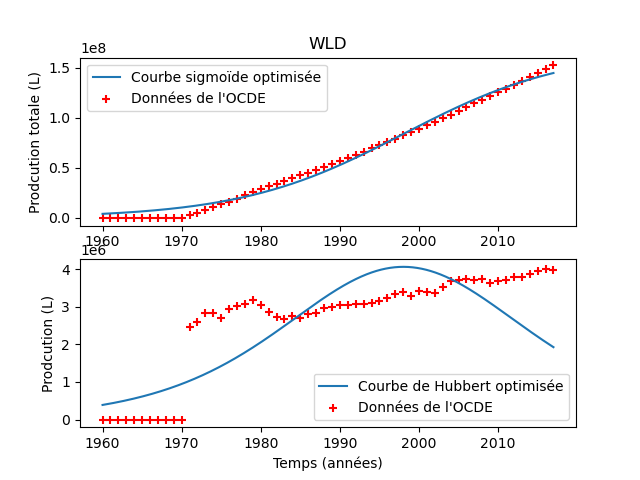 WLD
1e8
Prodcution totale (L)
1.5
1.0
0.5
0.0
Courbe sigmoïde optimisée
Données de l'OCDE
1960 1970 1980 1990 2000 2010
1e6
Prodcution (L)
4
3
2
1
0
Courbe de Hubbert optimisée
Données de l'OCDE
1960 1970 1980 1990 2000 2010
Temps (années)